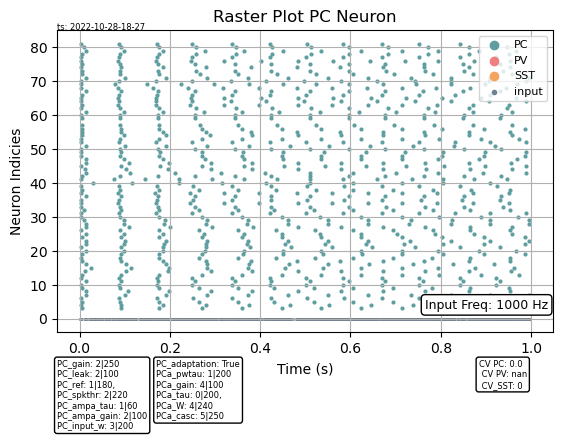 Raster Plot PC Neuron
ts: 2022-10-28-18-27
80
70
60
50
40
30
20
10
0
Neuron Indicies
PC
PV
SST
input
Input Freq: 1000 Hz
0.0 0.2 0.4 0.6 0.8 1.0
Time (s)
PC_gain: 2|250
PC_leak: 2|100
PC_ref: 1|180,
PC_spkthr: 2|220
PC_ampa_tau: 1|60
PC_ampa_gain: 2|100
PC_input_w: 3|200
PC_adaptation: True
PCa_pwtau: 1|200
PCa_gain: 4|100
PCa_tau: 0|200,
PCa_W: 4|240
PCa_casc: 5|250
CV PC: 0.0
CV PV: nan
CV_SST: 0